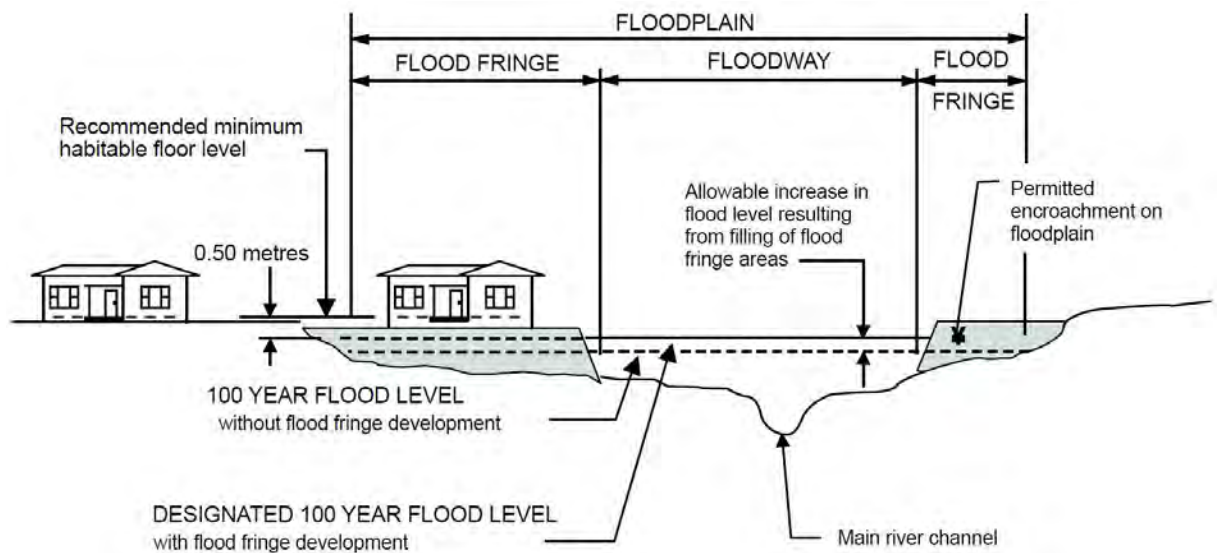 FLOODPLAIN
FLOOD FRINGE
FLOODWAY
FLOOD
FRINGE
Recommended minimum
habitable floor level
Allowable increase in
flood level resulting
from filling of flood
fringe areas
Permitted
encroachment on
floodplain
0.50 metres
100 YEAR FLOOD LEVEL
without flood fringe development
DESIGNATED 100 YEAR FLOOD LEVEL
with flood fringe development
Main river channel